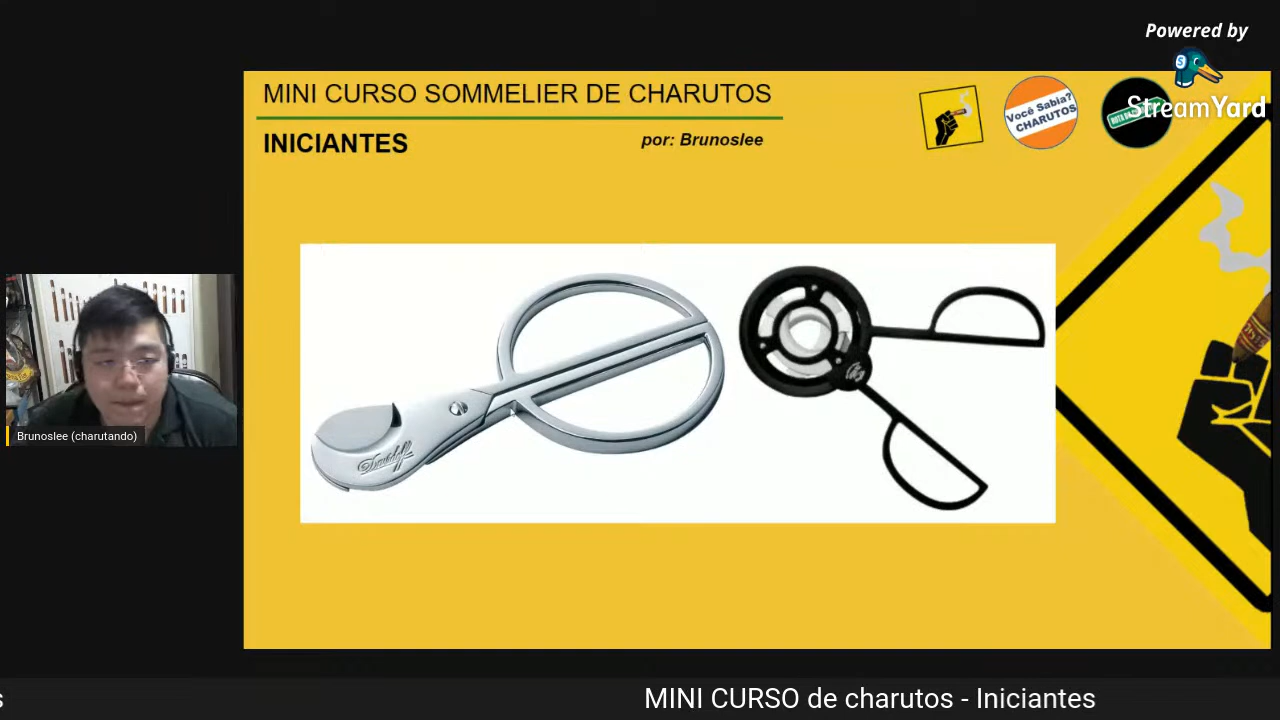 Powered by
StreamYard
MINI CURSO SOMMELIER DE CHARUTOS
INICIANTES
por: Brunoslee
Você Sabia?
CHARUTOS
Davidoff
Brunoslee (charutando)
s
MINI CURSO de charutos - Iniciantes